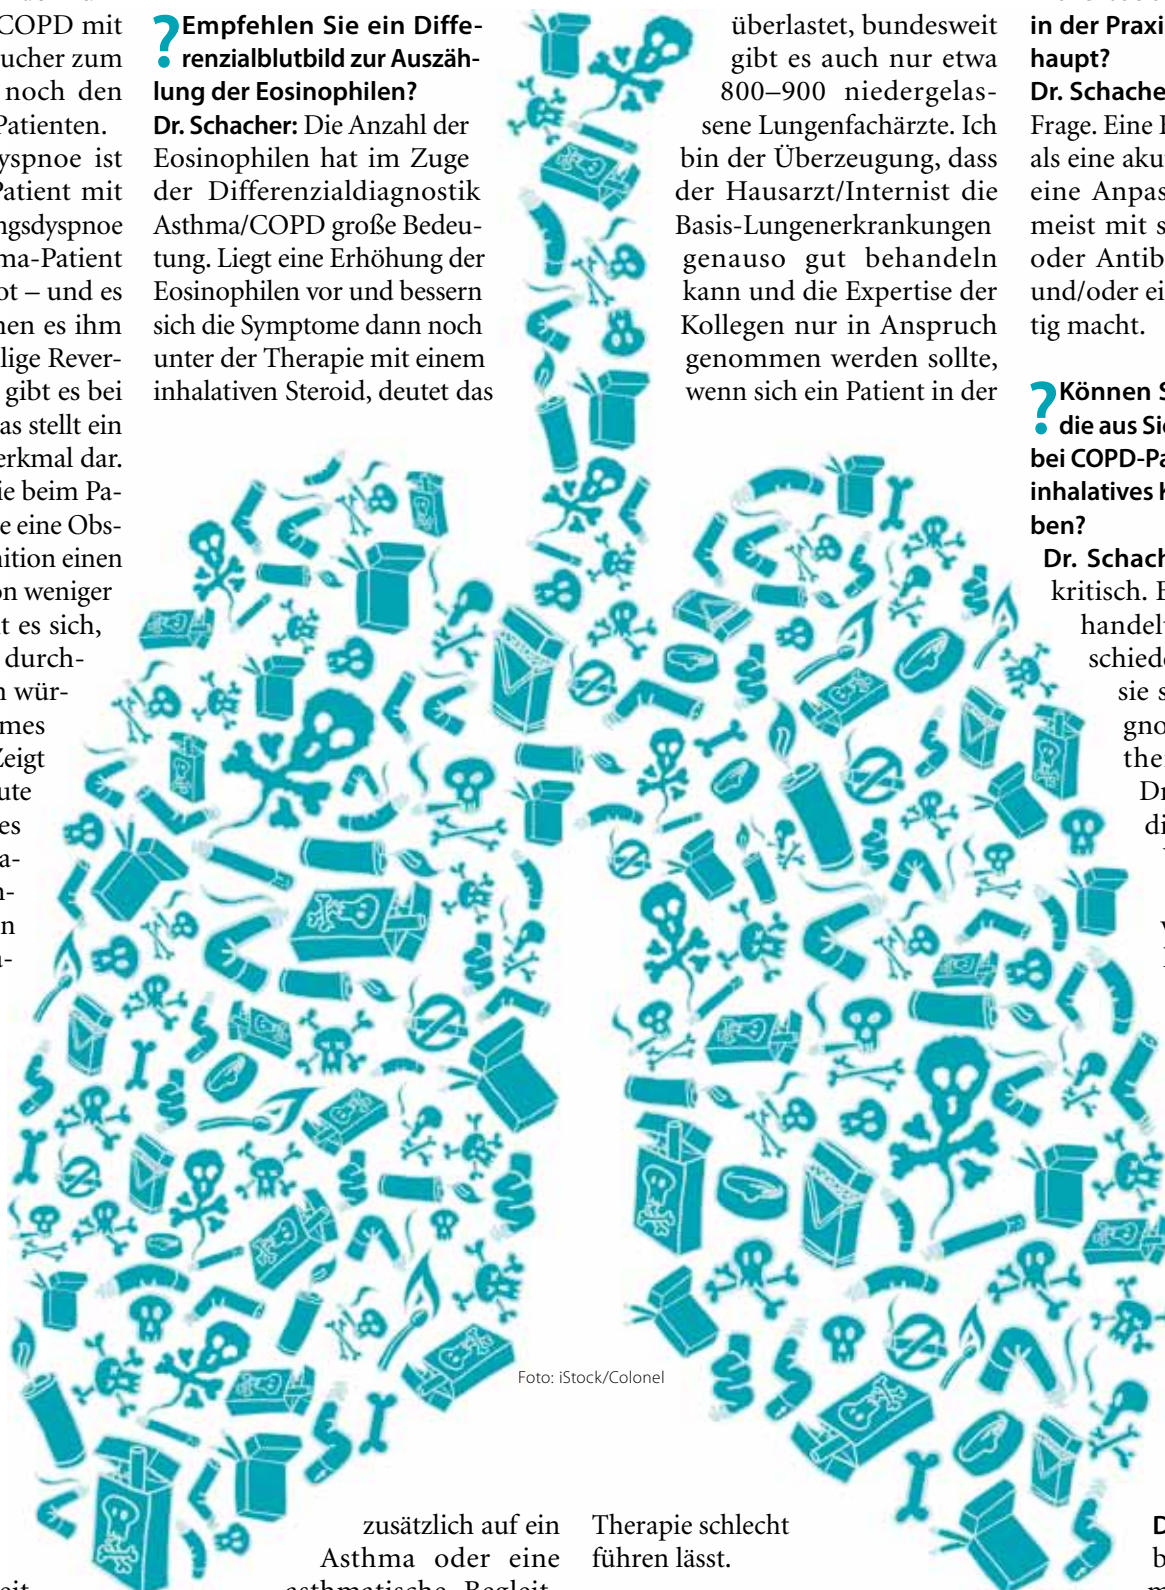 COPD mit
ucher zum
noch den
Patienten.
yspnoe ist
Patient mit
ngsdyspnoe
ma-Patient
ot – und es
nen es ihm
lige Rever-
gibt es bei
as stellt ein
erkmal dar.
ie beim Pa-
e eine Obs-
nition einen
on weniger
t es sich,
durch-
n wür-
mes
Zeigt
ute
es
a-
n-
n
a-
?Empfehlen Sie ein Diffe-
renzialblutbild zur Auszäh-
lung der Eosinophilen?
Dr. Schacher: Die Anzahl der
Eosinophilen hat im Zuge
der Differenzialdiagnostik
Asthma/COPD große Bedeu-
tung. Liegt eine Erhöhung der
Eosinophilen vor und bessern
sich die Symptome dann noch
unter der Therapie mit einem
inhalativen Steroid, deutet das
zusätzlich auf ein
Asthma oder eine
asthmatische Begleit-
überlastet, bundesweit
gibt es auch nur etwa
800–900 niedergelas-
sene Lungenfachärzte. Ich
bin der Überzeugung, dass
der Hausarzt/Internist die
Basis-Lungenerkrankungen
genauso gut behandeln
kann und die Expertise der
Kollegen nur in Anspruch
genommen werden sollte,
wenn sich ein Patient in der
Therapie schlecht
führen lässt.
in der Praxi
haupt?
Dr. Schache
Frage. Eine
als eine aku
eine Anpas
meist mit s
oder Antib
und/oder ei
tig macht.
?Können S
die aus Sie
bei COPD-Pa
inhalatives K
ben?
Dr. Schach
kritisch. E
handelt
schiede
sie s
gno
the
Dr
di
Foto: iStock/Colonel